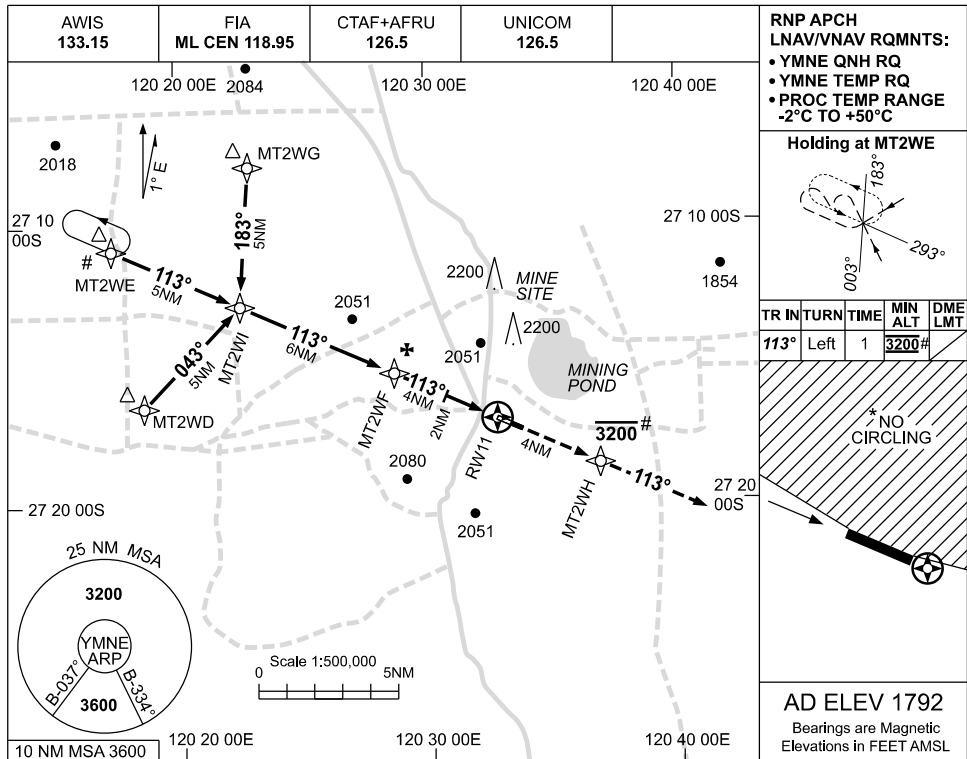 AWIS
133.15
FIA
ML CEN 118.95
CTAF+AFRU
126.5
UNICOM
126.5
RNP APCH
LNAV/VNAV RQMNTS:
• YMNE QNH RQ
• YMNE TEMP RQ
• PROC TEMP RANGE
-2°C TO +50°C
120 20 00E
120 30 00E
120 40 00E
2084
2018
1° E
MT2WG
183°
5NM
27 10
00S
27 10 00S
#
MT2WE
113°
5NM
MT2WI
043°
5NM
MT2WD
113°
6NM
2051
MT2WF
113°
4NM
2NM
2200
MINE
SITE
2200
2051
MINING
POND
1854
RW11
4NM
3200#
MT2WH
113°
2080
2051
27 20 00S
27 20
00S
Holding at MT2WE
183°
293°
003°
TR IN
TURN
TIME
MIN
ALT
DME
LMT
113°
Left
1
3200#
* NO
CIRCLING
25 NM MSA
3200
YMNE
ARP
B-037°
B-334°
3600
Scale 1:500,000
0
5NM
10 NM MSA 3600
120 20 00E
120 30 00E
120 40 00E
AD ELEV 1792
Bearings are Magnetic
Elevations in FEET AMSL